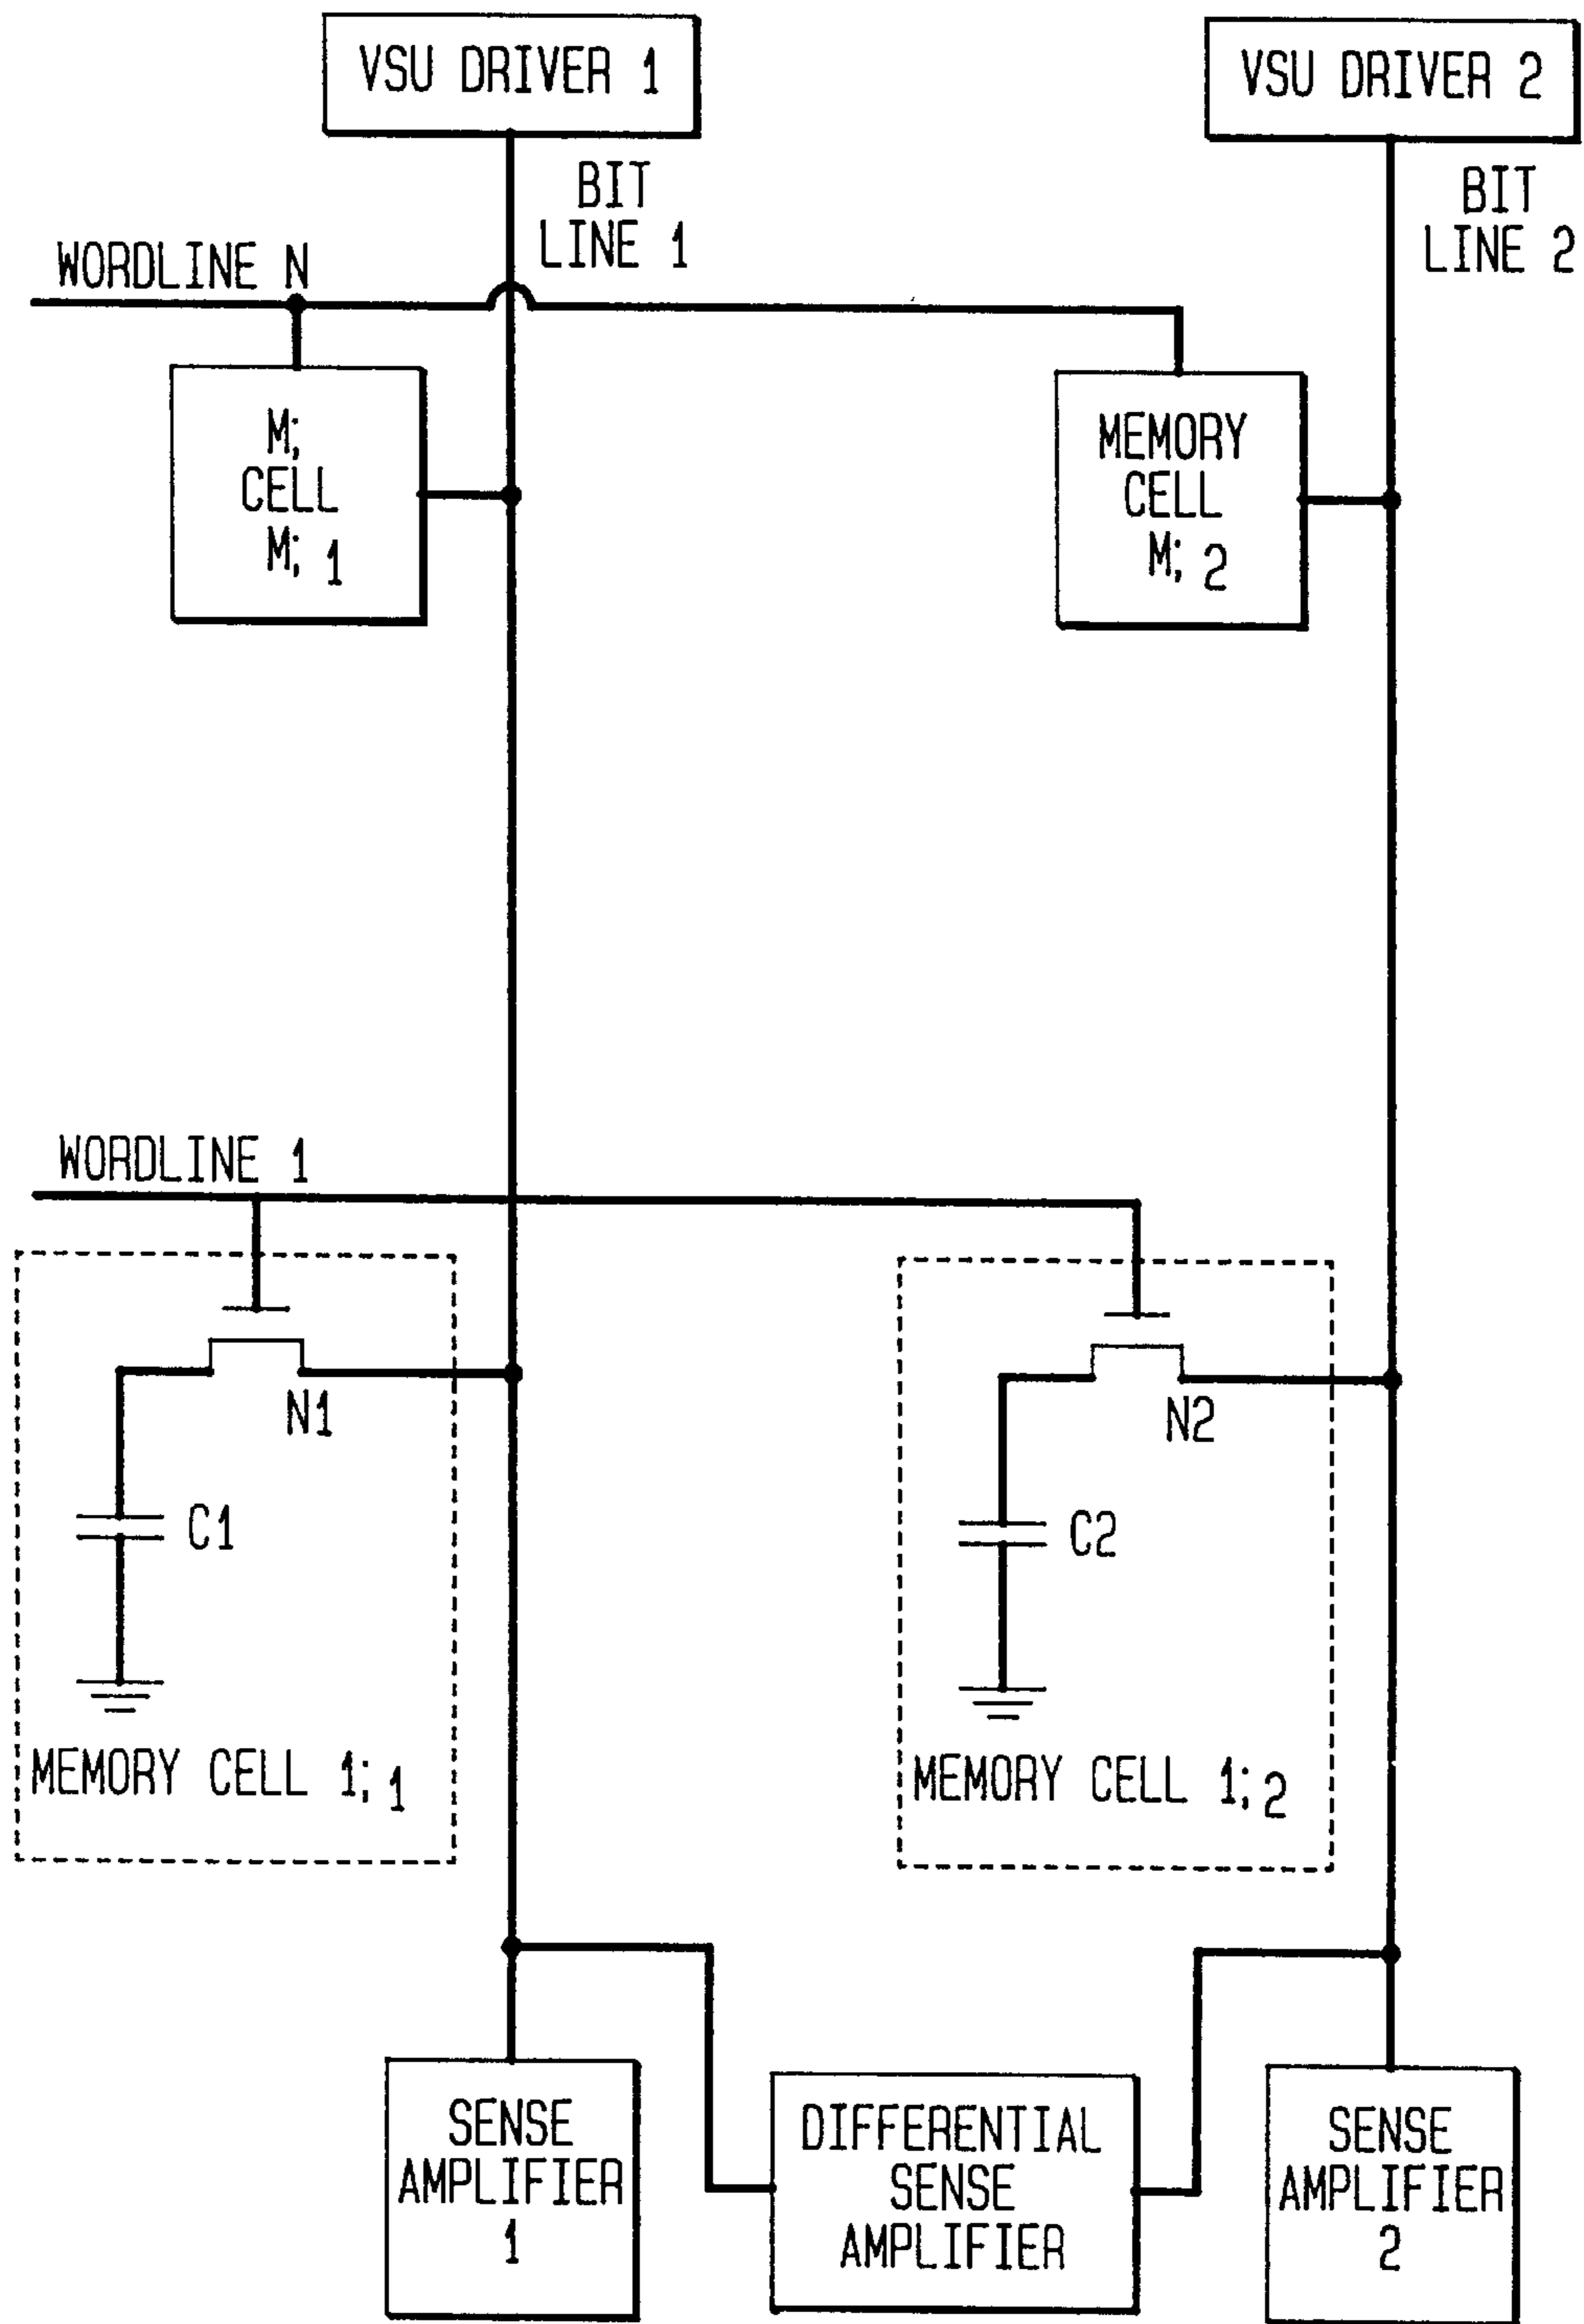 VSU DRIVER 1
VSU DRIVER 2
BIT
LINE 1
BIT
LINE 2
WORDLINE N
M;
CELL
M; 1
MEMORY
CELL
M; 2
WORDLINE 1
N1
N2
C1
C2
MEMORY CELL 1; 1
MEMORY CELL 1; 2
SENSE
AMPLIFIER
1
DIFFERENTIAL
SENSE
AMPLIFIER
SENSE
AMPLIFIER
2